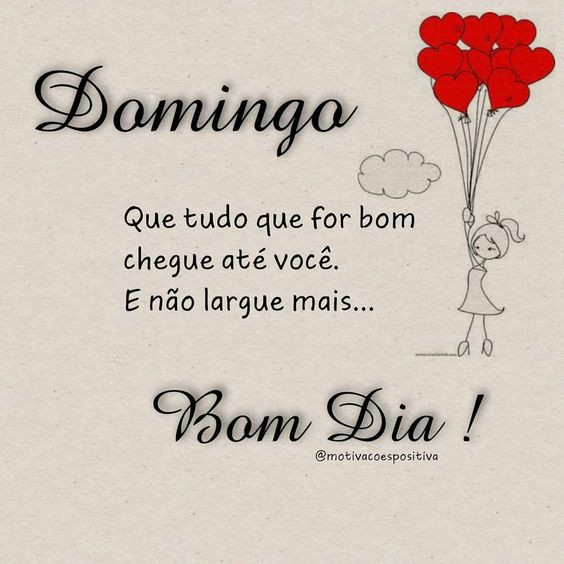 Domingo
Que tudo que for bom
chegue até você.
E não largue mais...
Bom Dia !
@motivacoespositiva